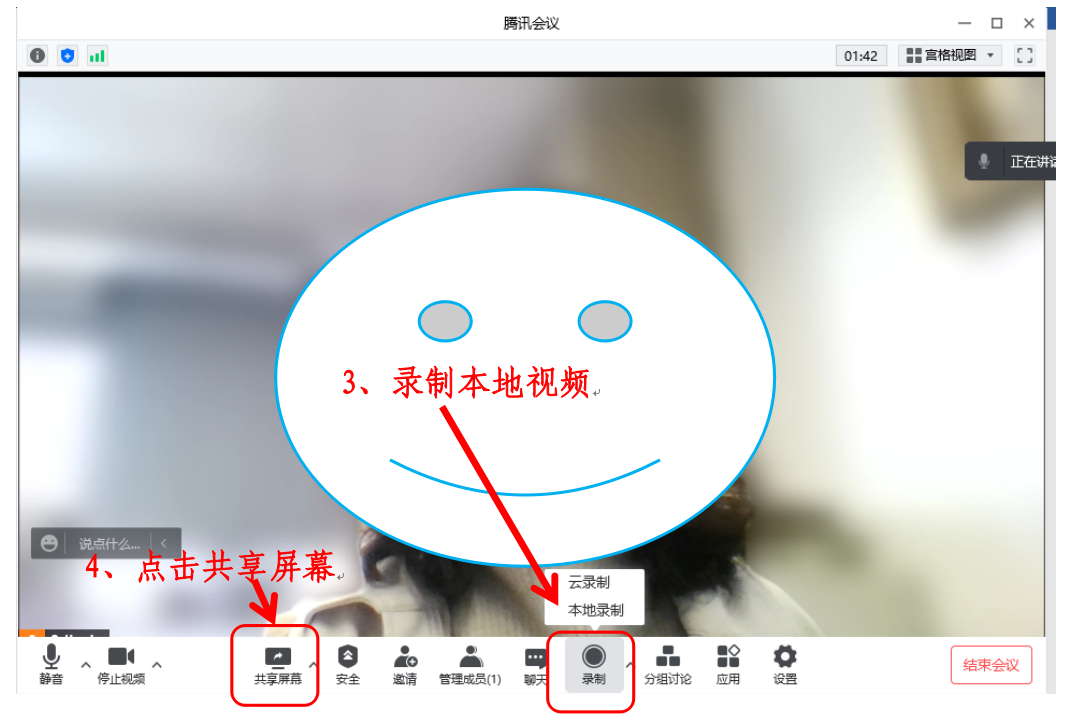 腾讯会议
01:42
宫格视图
正在讲话
3、录制本地视频
说点什么...
4、点击共享屏幕
云录制
本地录制
静音
停止视频
共享屏幕
安全
邀请
管理成员(1)
聊天
录制
分组讨论
应用
设置
结束会议